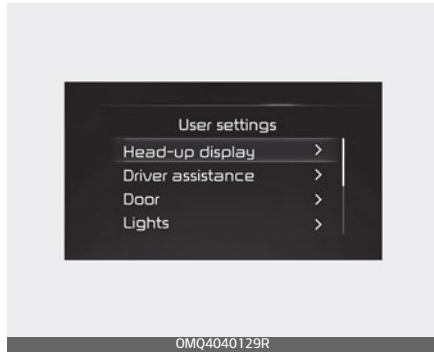 User settings
Head-up display >
Driver assistance >
Door >
Lights >
OMQ4040129R